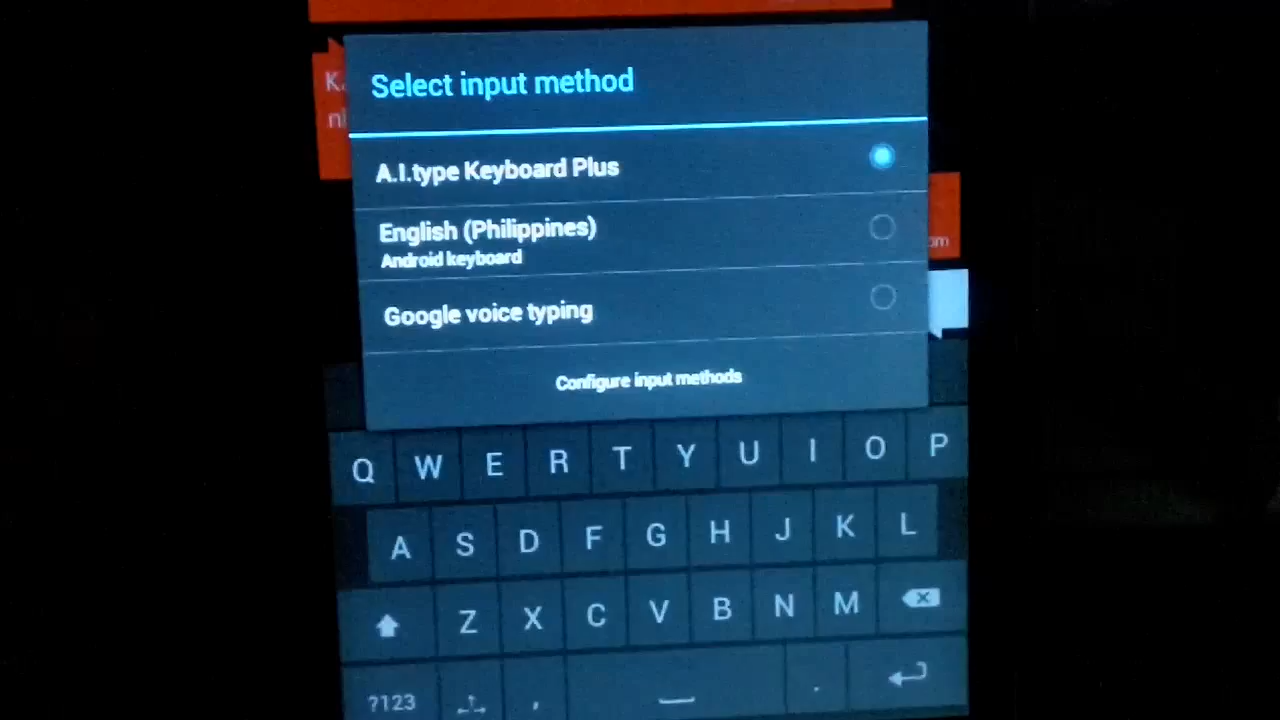 Select input method
A.I.type Keyboard Plus
English (Philippines)
Android keyboard
Google voice typing
Configure input methods
Q W E R T Y U I O P
A S D F G H J K L
Z X C V B N M
?123 , .